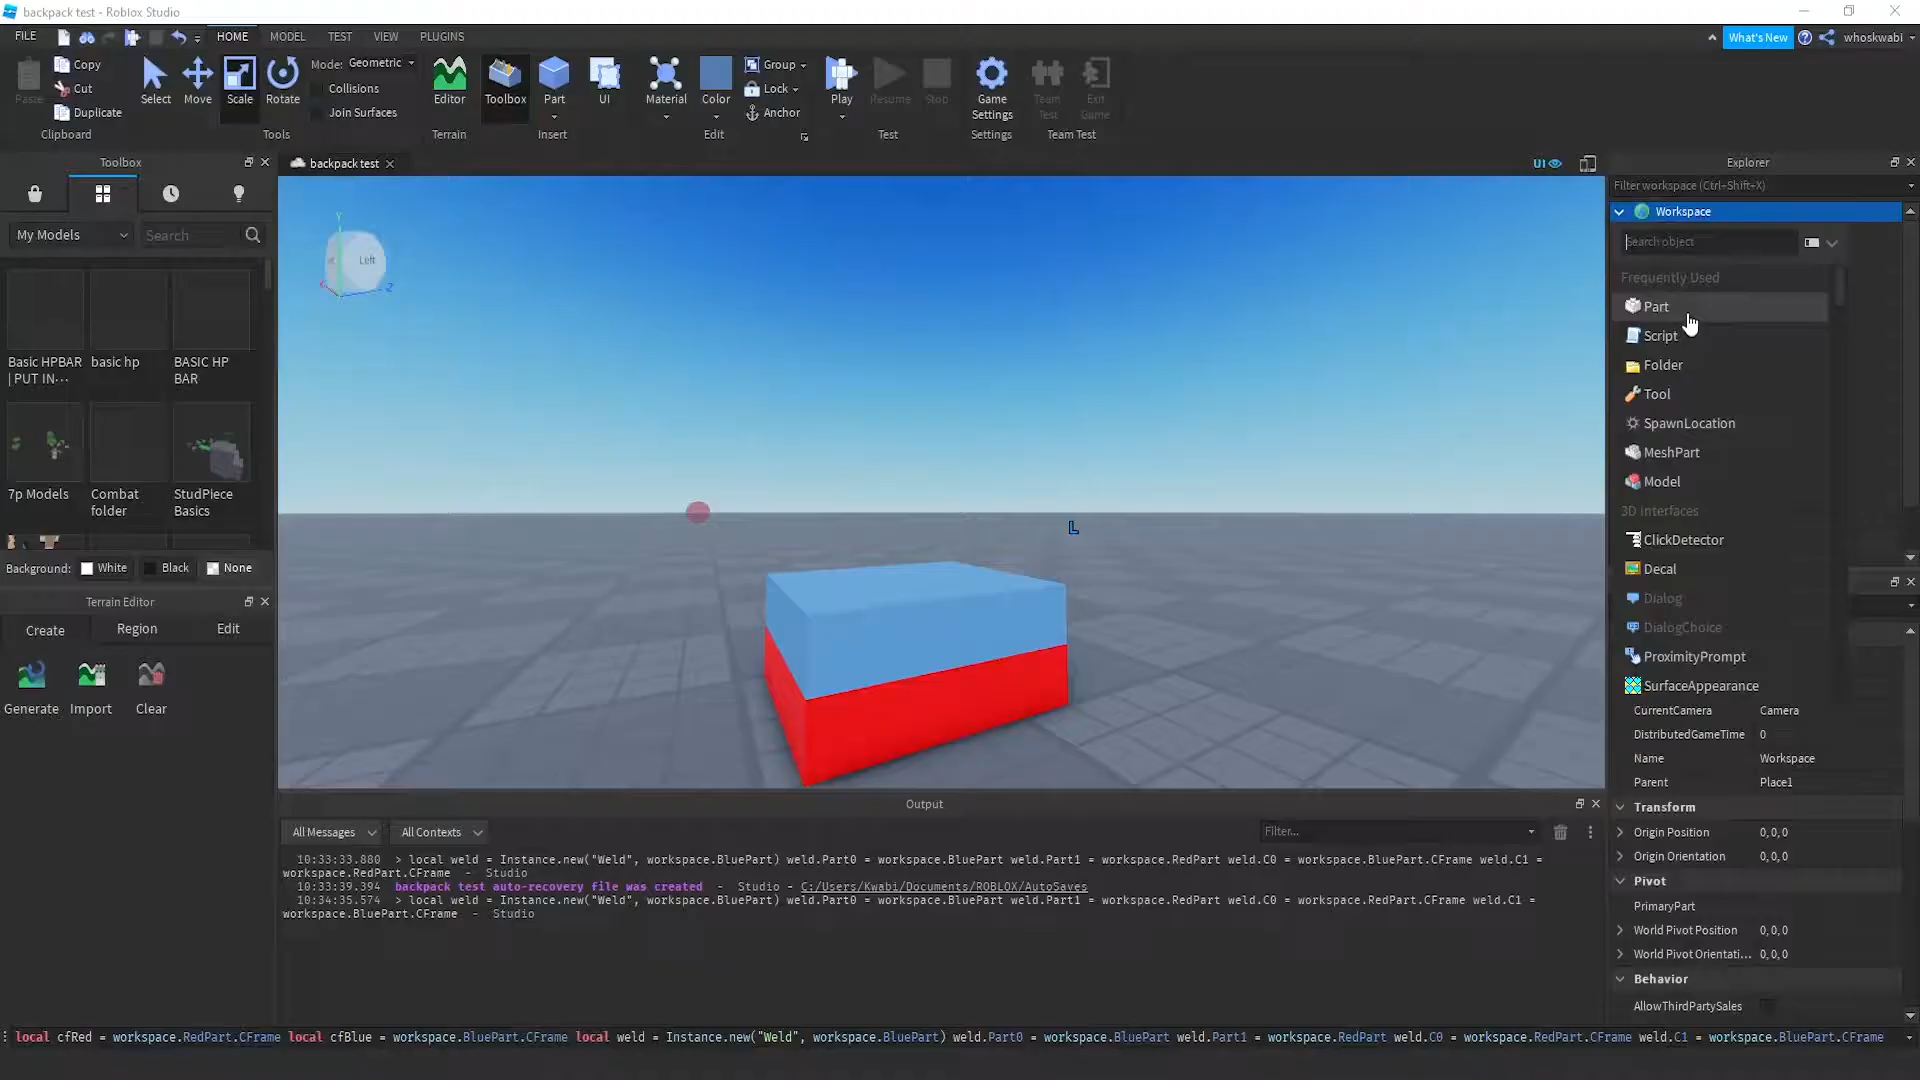 backpack test - Roblox Studio
FILE
HOME
MODEL
TEST
VIEW
PLUGINS
What's New
whoskwabi
Paste
Copy
Cut
Duplicate
Clipboard
Select
Move
Scale
Rotate
Mode:
Geometric
Collisions
Join Surfaces
Tools
Editor
Terrain
Toolbox
Part
UI
Insert
Material
Color
Group
Lock
Anchor
Edit
Play
Resume
Stop
Test
Game
Settings
Settings
Team
Test
Exit
Game
Team Test
Toolbox
My Models
Search
Basic HPBAR
| PUT IN···
basic hp
BASIC HP
BAR
7p Models
Combat
folder
StudPiece
Basics
Background:
White
Black
None
Terrain Editor
Create
Region
Edit
Generate
Import
Clear
backpack test
UI
Y
Left
Z
L
Output
All Messages
All Contexts
Filter...
10:33:33.880 > local weld = Instance.new("Weld", workspace.BluePart) weld.Part0 = workspace.BluePart weld.Part1 = workspace.RedPart weld.C0 = workspace.BluePart.CFrame weld.C1 =
workspace.RedPart.CFrame - Studio
10:33:39.394 backpack test auto-recovery file was created - Studio - C:/Users/Kwabi/Documents/ROBLOX/AutoSaves
10:34:35.574 > local weld = Instance.new("Weld", workspace.BluePart) weld.Part0 = workspace.BluePart weld.Part1 = workspace.RedPart weld.C0 = workspace.RedPart.CFrame weld.C1 =
workspace.BluePart.CFrame - Studio
Explorer
Filter workspace (Ctrl+Shift+X)
Workspace
Search object
Frequently Used
Part
Script
Folder
Tool
SpawnLocation
MeshPart
Model
3D Interfaces
ClickDetector
Decal
Dialog
DialogChoice
ProximityPrompt
SurfaceAppearance
CurrentCamera Camera
DistributedGameTime 0
Name Workspace
Parent Place1
Transform
Origin Position 0,0,0
Origin Orientation 0,0,0
Pivot
PrimaryPart
World Pivot Position 0,0,0
World Pivot Orientati... 0,0,0
Behavior
AllowThirdPartySales
local cfRed = workspace.RedPart.CFrame local cfBlue = workspace.BluePart.CFrame local weld = Instance.new("Weld", workspace.BluePart) weld.Part0 = workspace.BluePart weld.Part1 = workspace.RedPart weld.C0 = workspace.RedPart.CFrame weld.C1 = workspace.BluePart.CFrame